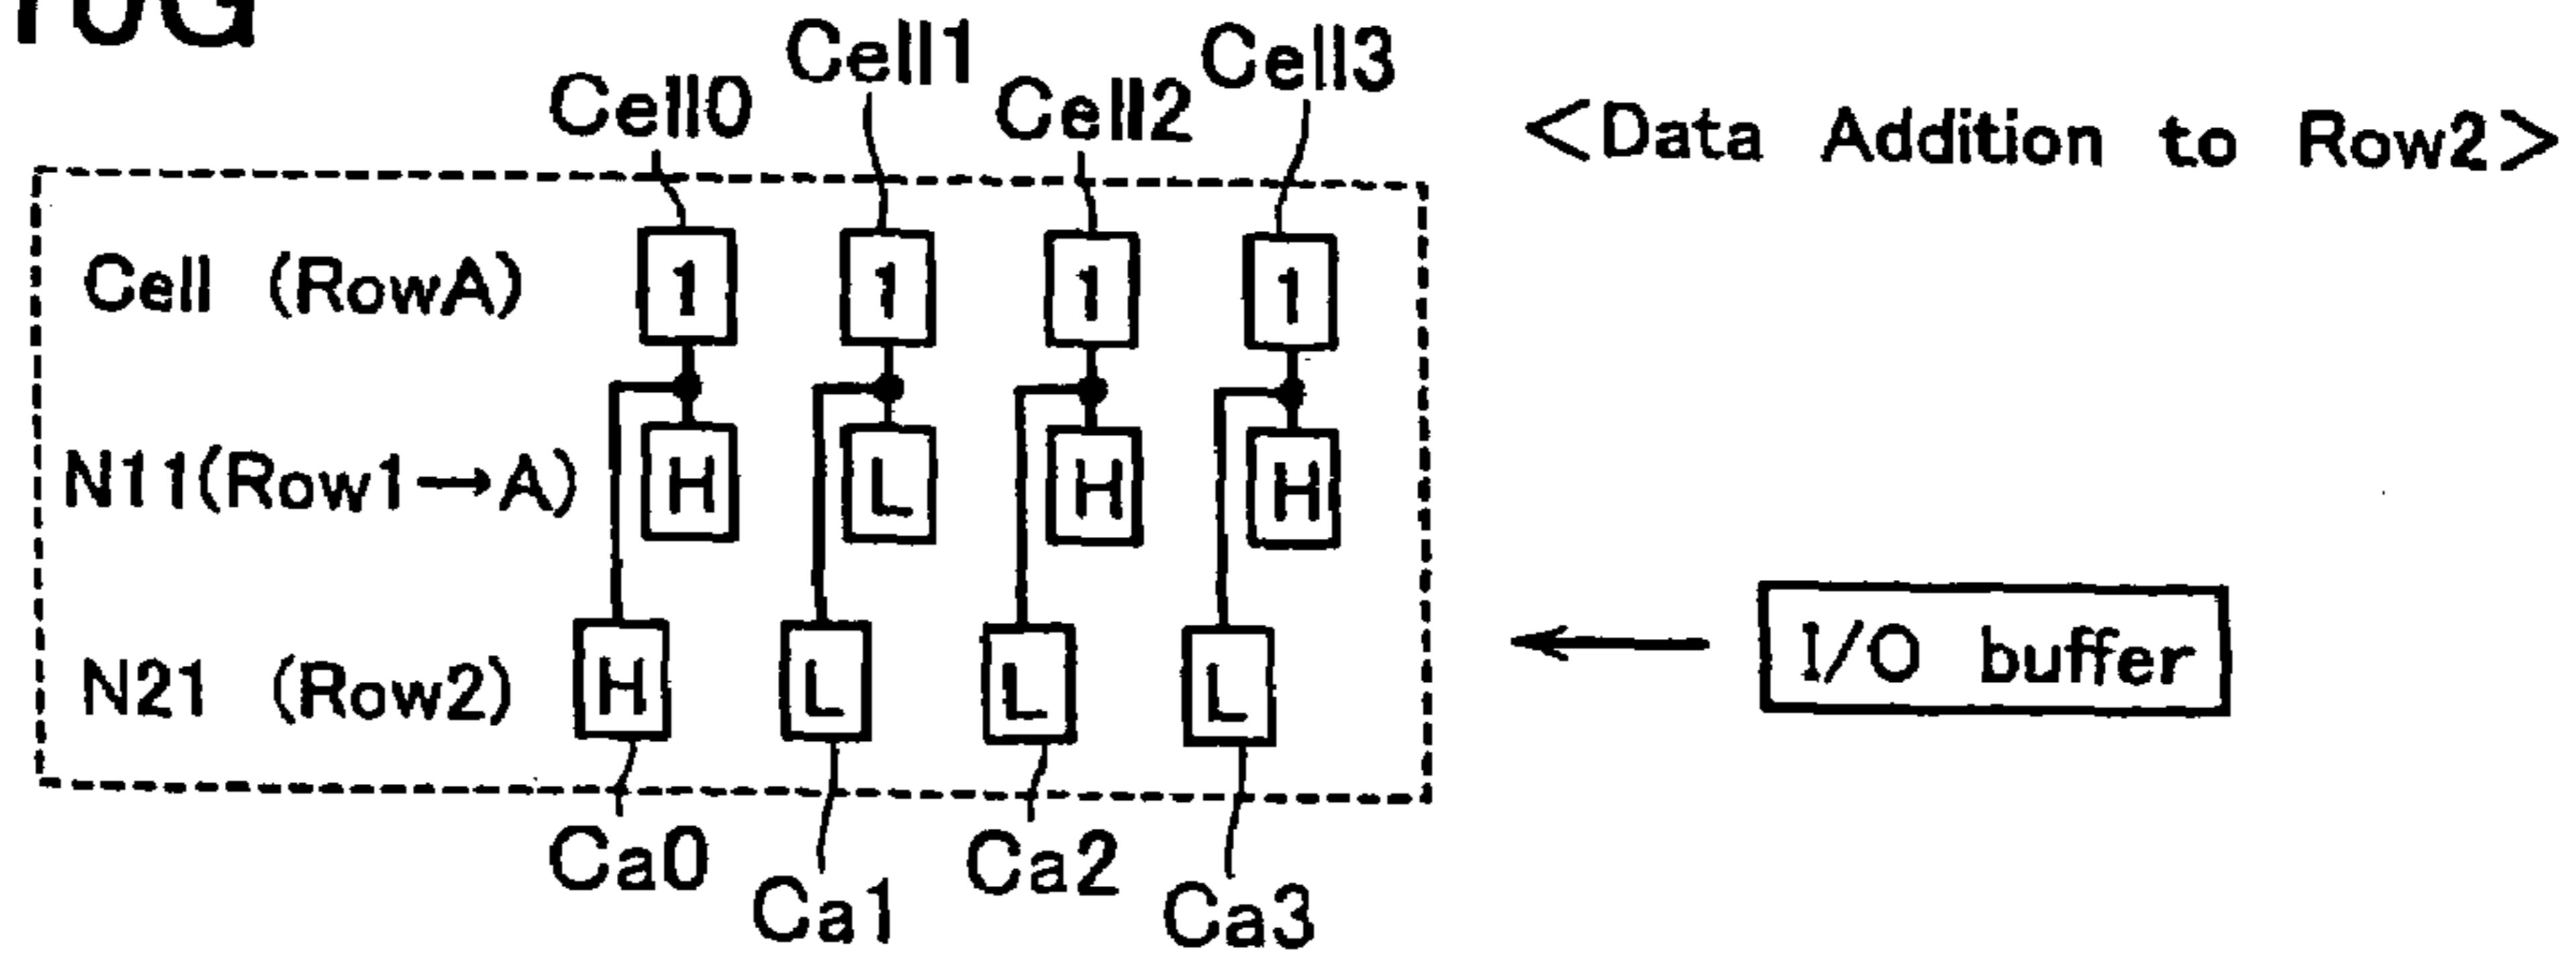 10G
Cell0 Cell1 Cell2 Cell3
<Data Addition to Row2>
Cell (RowA) 1 1 1 1
N11(Row1→A) H L H H
N21 (Row2) H L L L
I/O buffer
Ca0 Ca1 Ca2 Ca3